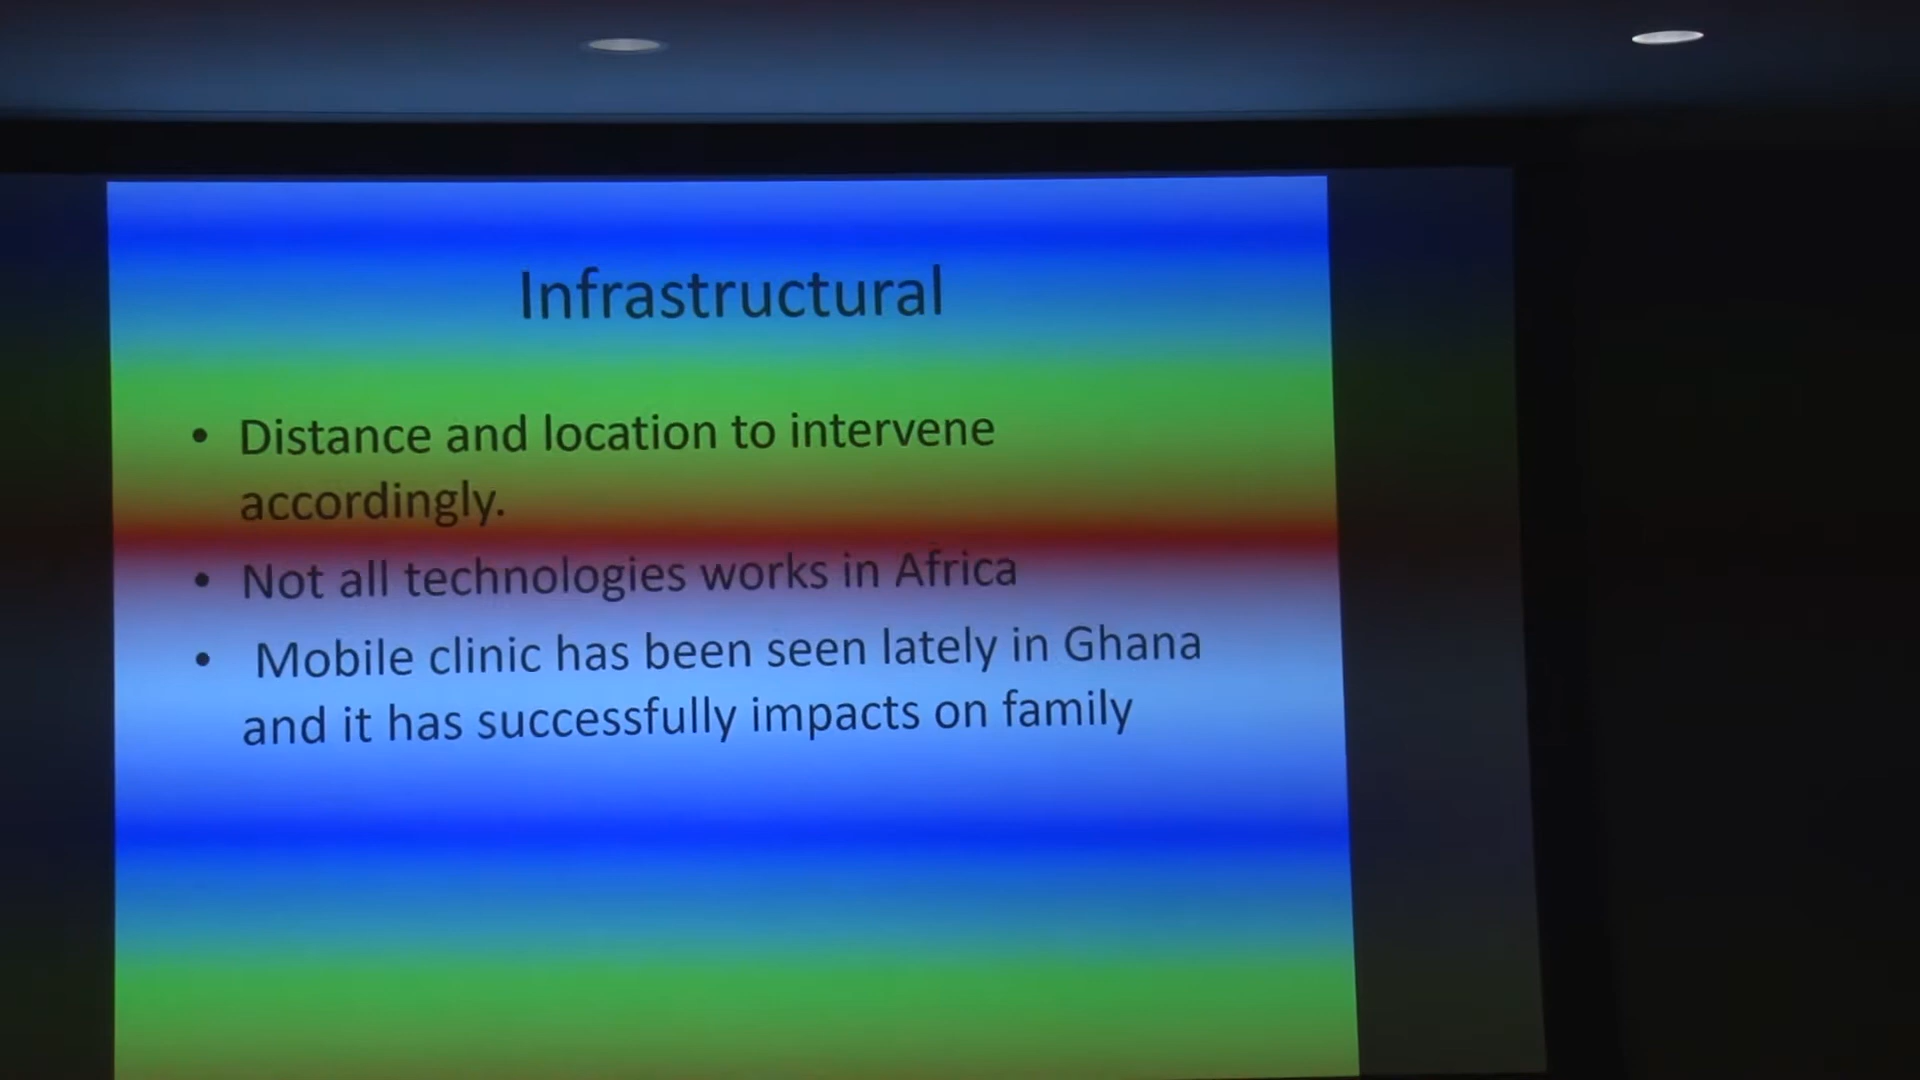 Infrastructural
• Distance and location to intervene
accordingly.
• Not all technologies works in Africa
• Mobile clinic has been seen lately in Ghana
and it has successfully impacts on family